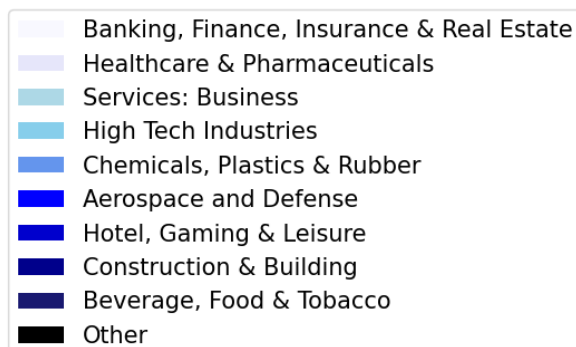 Banking, Finance, Insurance & Real Estate
Healthcare & Pharmaceuticals
Services: Business
High Tech Industries
Chemicals, Plastics & Rubber
Aerospace and Defense
Hotel, Gaming & Leisure
Construction & Building
Beverage, Food & Tobacco
Other